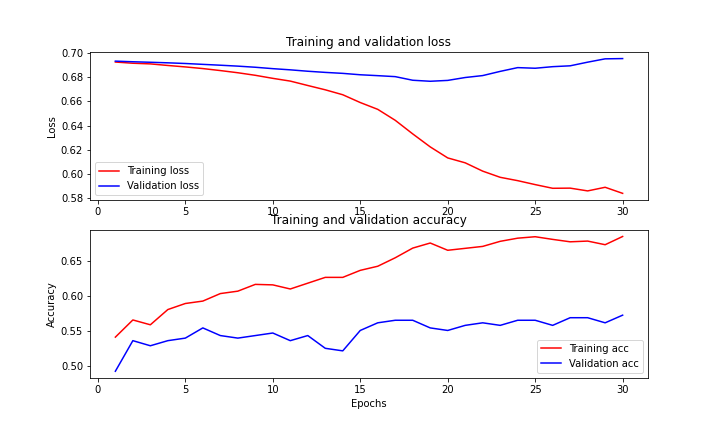 Training and validation loss
0.70
0.68
0.66
0.64
0.62
0.60
0.58
Loss
Training loss
Validation loss
0 5 10 15 20 25 30
Training and validation accuracy
0.65
0.60
0.55
0.50
Accuracy
Training acc
Validation acc
0 5 10 15 20 25 30
Epochs